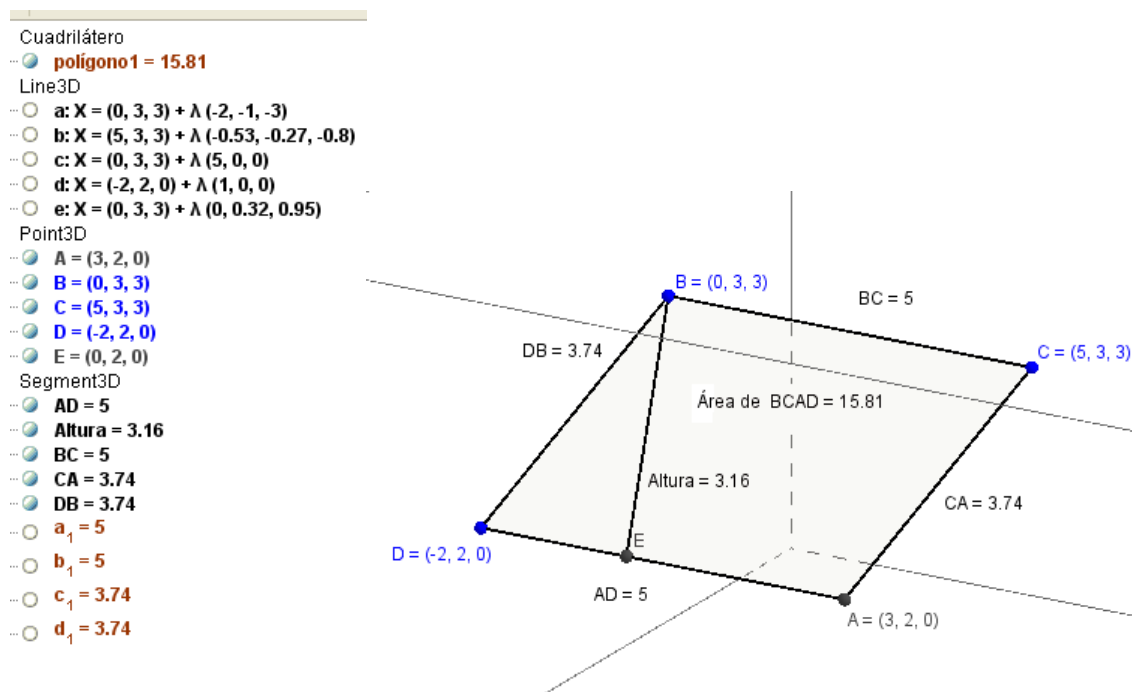 Cuadrilátero
polígono1 = 15.81
Line3D
a: X = (0, 3, 3) + λ (-2, -1, -3)
b: X = (5, 3, 3) + λ (-0.53, -0.27, -0.8)
c: X = (0, 3, 3) + λ (5, 0, 0)
d: X = (-2, 2, 0) + λ (1, 0, 0)
e: X = (0, 3, 3) + λ (0, 0.32, 0.95)
Point3D
A = (3, 2, 0)
B = (0, 3, 3)
C = (5, 3, 3)
D = (-2, 2, 0)
E = (0, 2, 0)
Segment3D
AD = 5
Altura = 3.16
BC = 5
CA = 3.74
DB = 3.74
a₁ = 5
b₁ = 5
c₁ = 3.74
d₁ = 3.74
B = (0, 3, 3)
BC = 5
DB = 3.74
C = (5, 3, 3)
Área de BCAD = 15.81
Altura = 3.16
CA = 3.74
E
D = (-2, 2, 0)
AD = 5
A = (3, 2, 0)